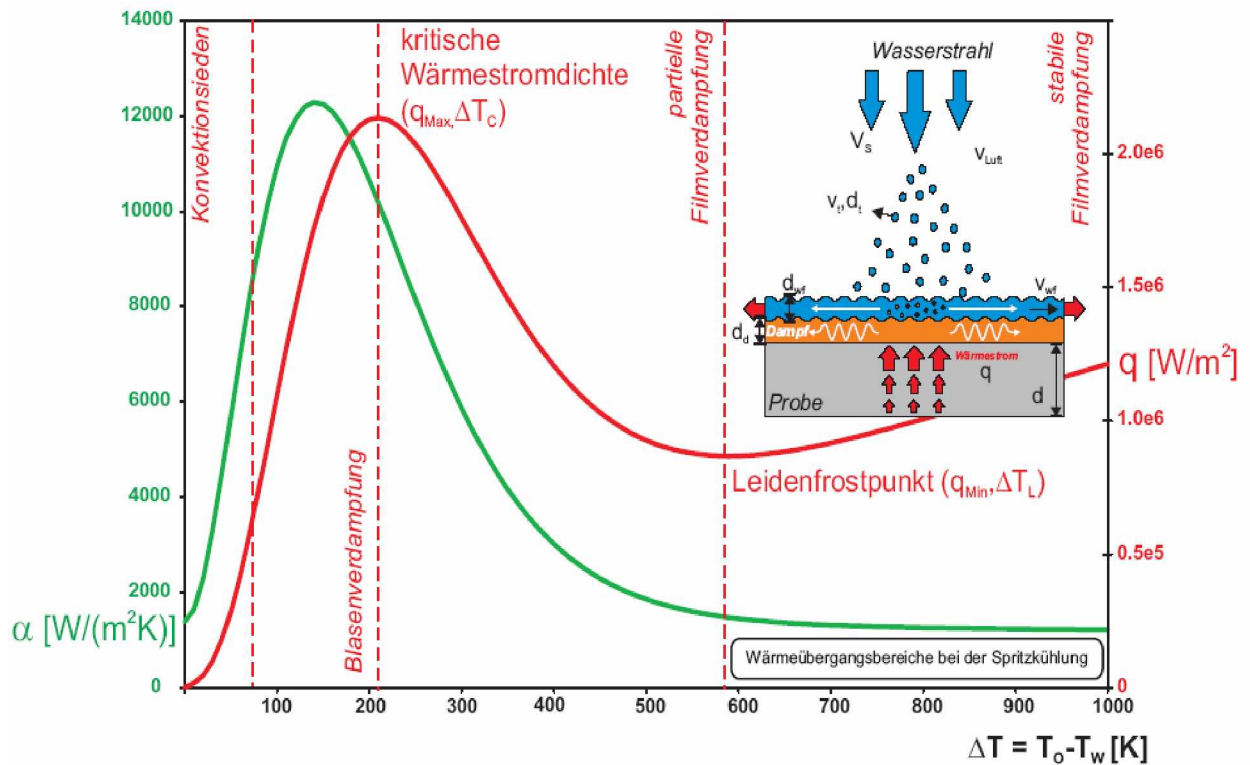 14000
12000
10000
8000
6000
4000
2000
0
α [W/(m²K)]
Konvektionsieden
Blasenverdampfung
kritische
Wärmestromdichte
(qMax,ΔTC)
partielle
Filmverdampfung
stabile
Filmverdampfung
Wasserstrahl
Vs
vLuft
vt,dt
dwf
vwf
dd
Dampf
Wärmestrom
q
d
Probe
Leidenfrostpunkt (qMin,ΔTL)
Wärmeübergangsbereiche bei der Spritzkühlung
2.0e6
1.5e6
q [W/m²]
1.0e6
0.5e5
0
100
200
300
400
500
600
700
800
900
1000
ΔT = To-Tw [K]